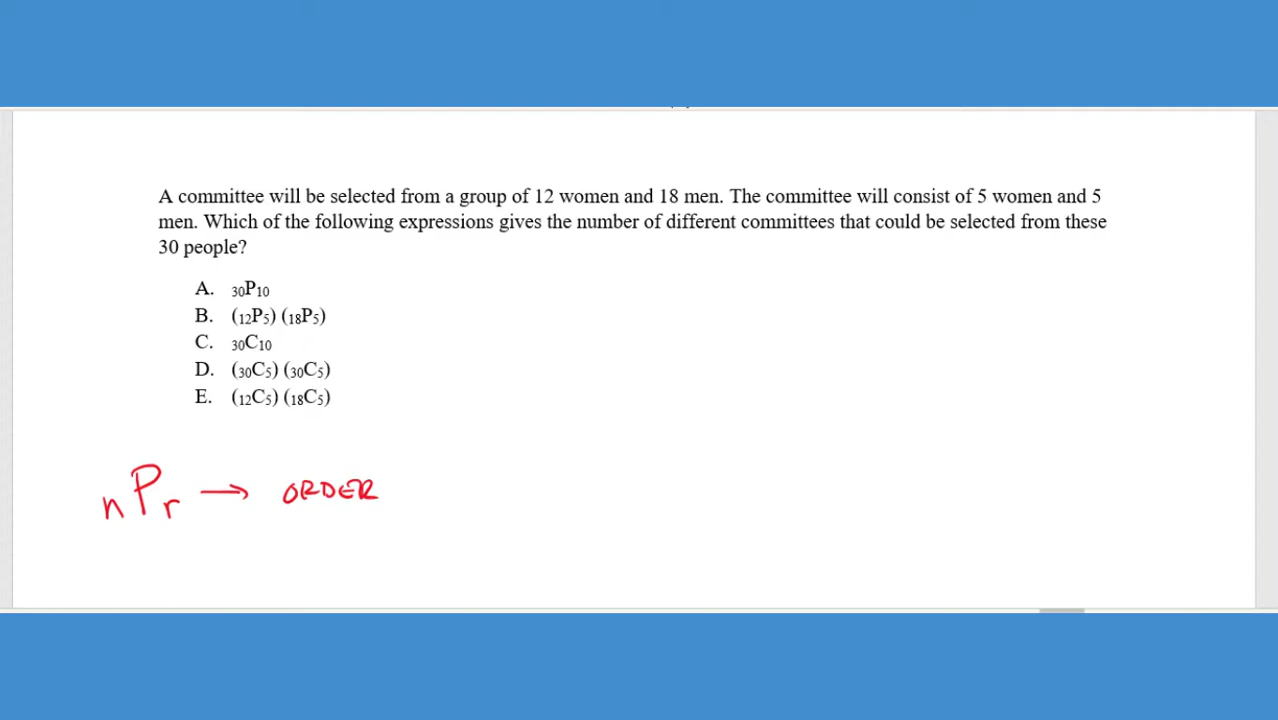 A committee will be selected from a group of 12 women and 18 men. The committee will consist of 5 women and 5
men. Which of the following expressions gives the number of different committees that could be selected from these
30 people?
A. ₃₀P₁₀
B. (₁₂P₅) (₁₈P₅)
C. ₃₀C₁₀
D. (₃₀C₅) (₃₀C₅)
E. (₁₂C₅) (₁₈C₅)
nPr → ORDER